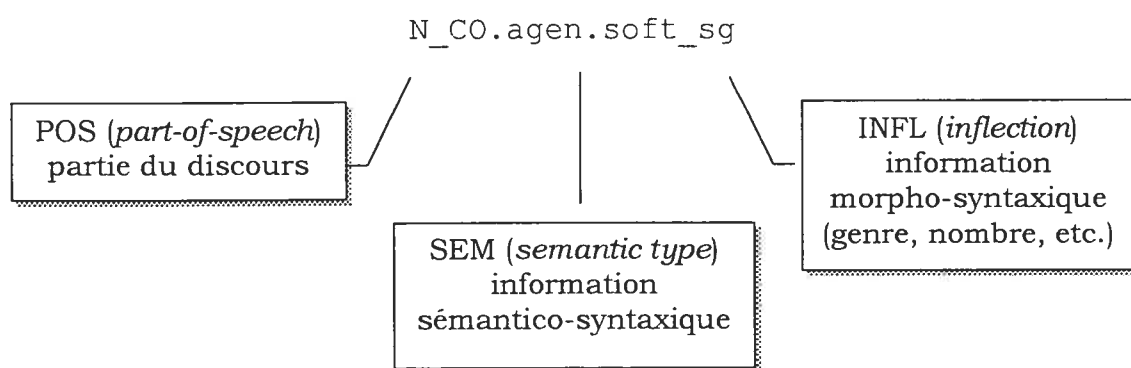 N_CO.agen.soft_sg
POS (part-of-speech)
partie du discours
SEM (semantic type)
information
sémantico-syntaxique
INFL (inflection)
information
morpho-syntaxique
(genre, nombre, etc.)